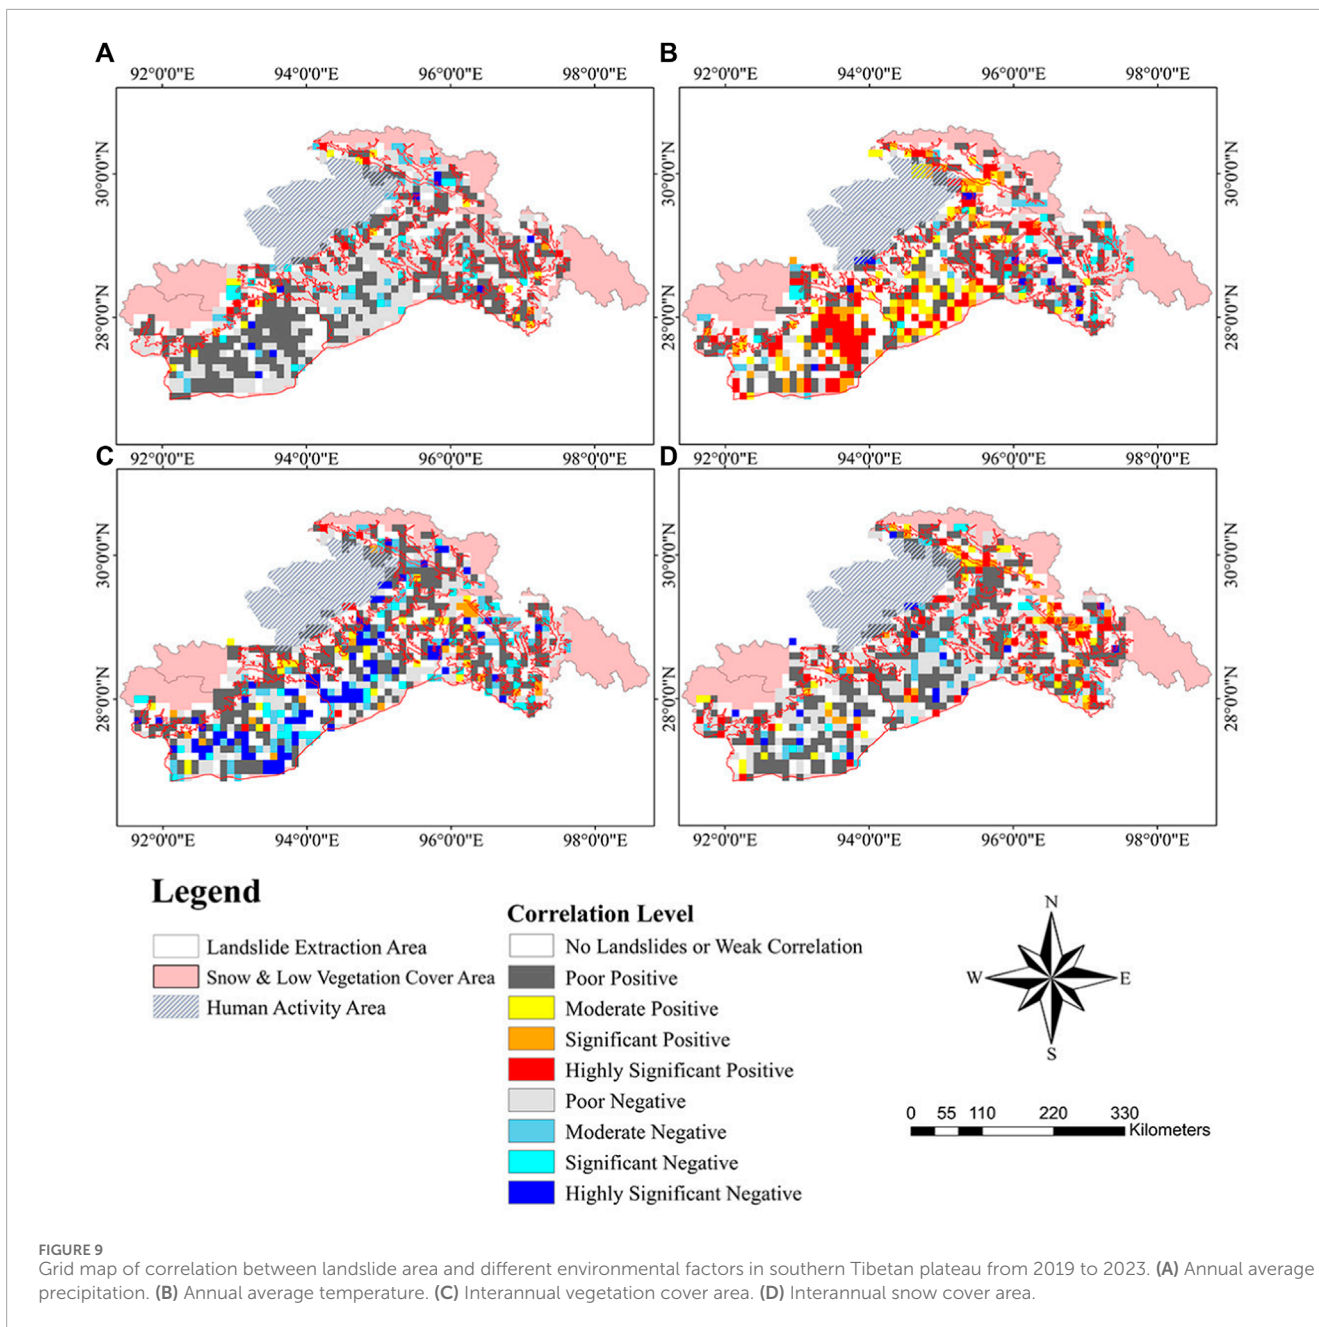 A
B
92°0'0"E 94°0'0"E 96°0'0"E 98°0'0"E
92°0'0"E 94°0'0"E 96°0'0"E 98°0'0"E
30°0'0"N
28°0'0"N
30°0'0"N
28°0'0"N
C
D
92°0'0"E 94°0'0"E 96°0'0"E 98°0'0"E
92°0'0"E 94°0'0"E 96°0'0"E 98°0'0"E
30°0'0"N
28°0'0"N
30°0'0"N
28°0'0"N
92°0'0"E 94°0'0"E 96°0'0"E 98°0'0"E
92°0'0"E 94°0'0"E 96°0'0"E 98°0'0"E
Legend
Landslide Extraction Area
Snow & Low Vegetation Cover Area
Human Activity Area
Correlation Level
No Landslides or Weak Correlation
Poor Positive
Moderate Positive
Significant Positive
Highly Significant Positive
Poor Negative
Moderate Negative
Significant Negative
Highly Significant Negative
N
W E
S
0 55 110 220 330
Kilometers
FIGURE 9
Grid map of correlation between landslide area and different environmental factors in southern Tibetan plateau from 2019 to 2023. (A) Annual average
precipitation. (B) Annual average temperature. (C) Interannual vegetation cover area. (D) Interannual snow cover area.